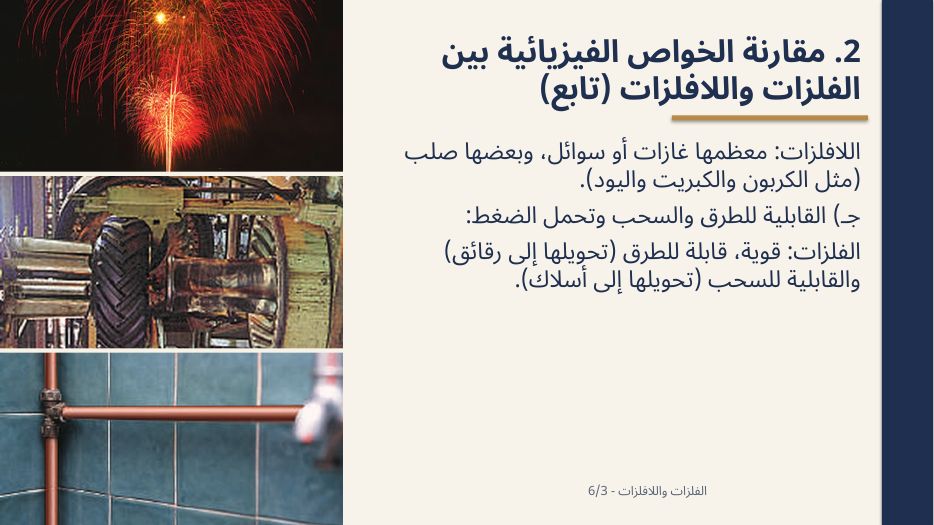 2. مقارنة الخواص الفيزيائية بين
الفلزات واللافلزات (تابع)
اللافلزات: معظمها غازات أو سوائل، وبعضها صلب
(مثل الكربون والكبريت واليود).
جـ) القابلية للطرق والسحب وتحمل الضغط:
الفلزات: قوية، قابلة للطرق (تحويلها إلى رقائق)
والقابلية للسحب (تحويلها إلى أسلاك).
الفلزات واللافلزات - 6/3